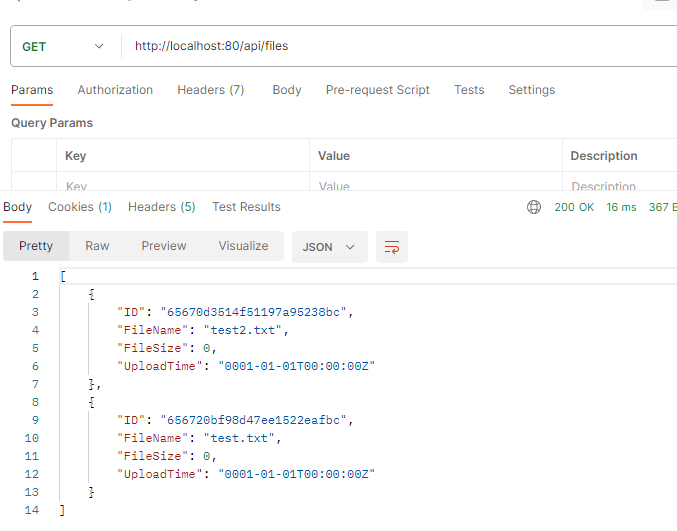 GET http://localhost:80/api/files
Params Authorization Headers (7) Body Pre-request Script Tests Settings
Query Params
Key Value Description
Key Value Description
Body Cookies (1) Headers (5) Test Results 200 OK 16 ms 367 B
Pretty Raw Preview Visualize JSON
1 [
2 {
3 "ID": "65670d3514f51197a95238bc",
4 "FileName": "test2.txt",
5 "FileSize": 0,
6 "UploadTime": "0001-01-01T00:00:00Z"
7 },
8 {
9 "ID": "656720bf98d47ee1522eafbc",
10 "FileName": "test.txt",
11 "FileSize": 0,
12 "UploadTime": "0001-01-01T00:00:00Z"
13 }
14 ]